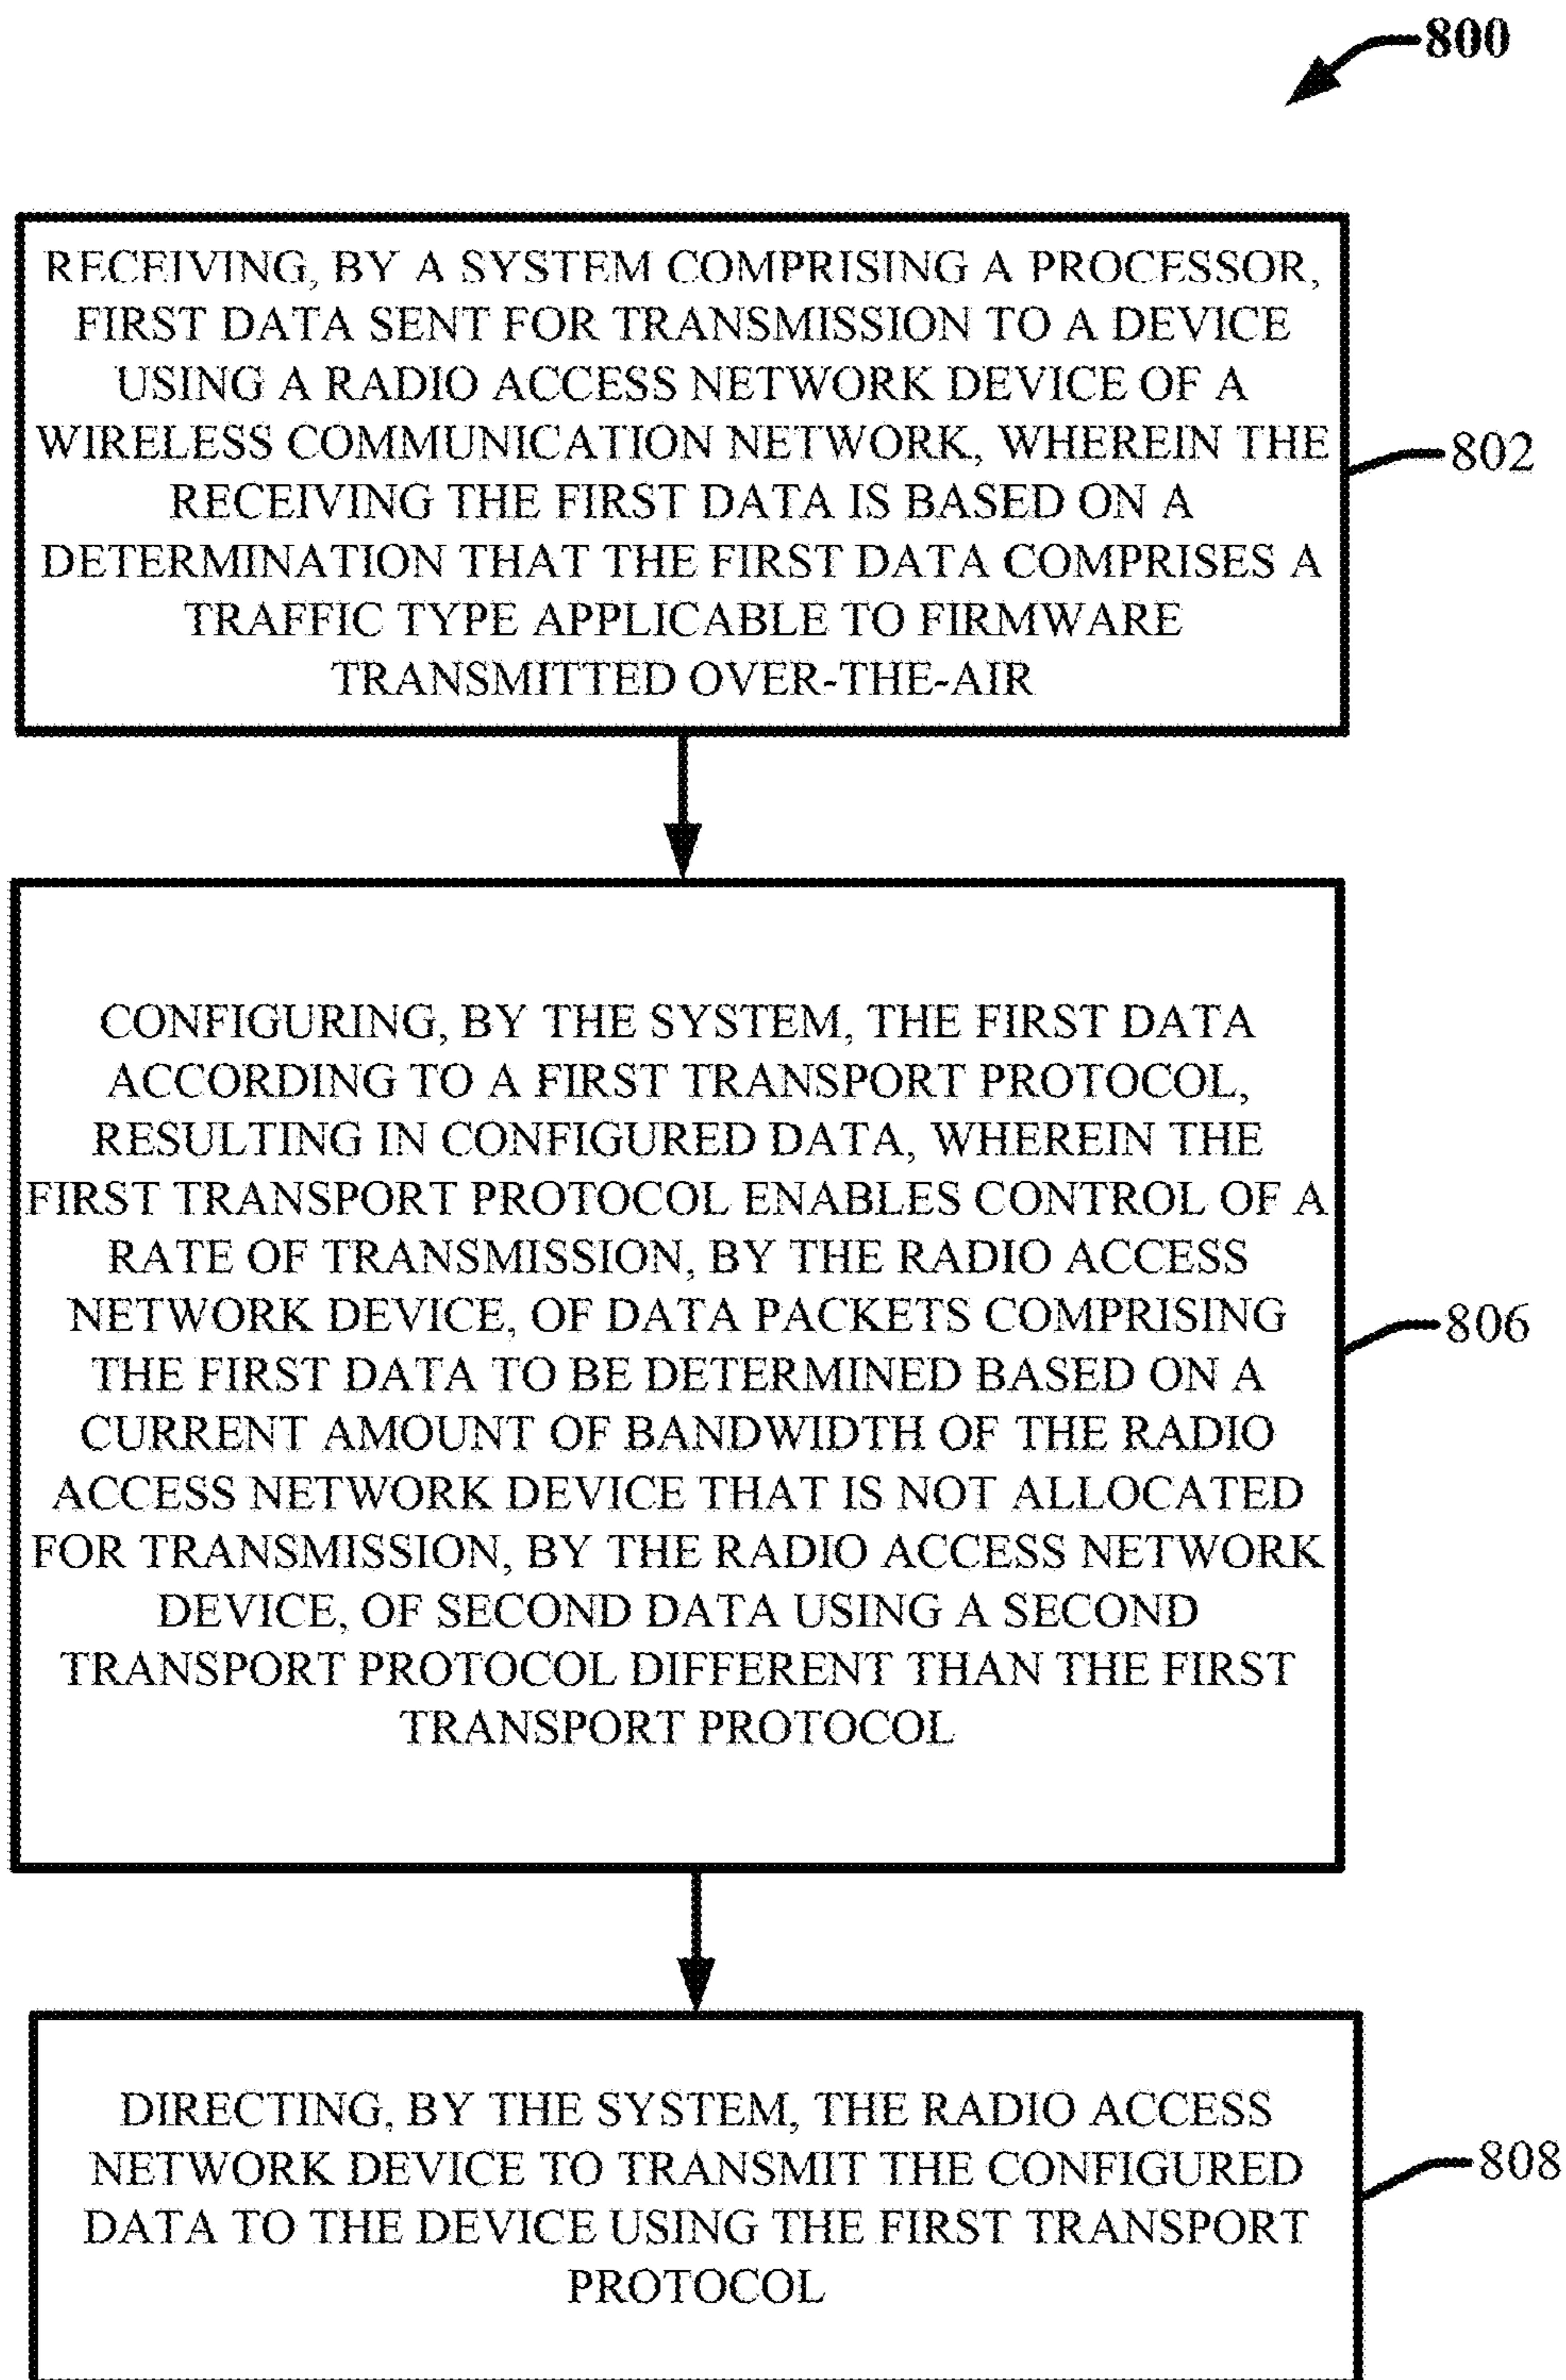 800
RECEIVING, BY A SYSTEM COMPRISING A PROCESSOR,
FIRST DATA SENT FOR TRANSMISSION TO A DEVICE
USING A RADIO ACCESS NETWORK DEVICE OF A
WIRELESS COMMUNICATION NETWORK, WHEREIN THE
RECEIVING THE FIRST DATA IS BASED ON A
DETERMINATION THAT THE FIRST DATA COMPRISES A
TRAFFIC TYPE APPLICABLE TO FIRMWARE
TRANSMITTED OVER-THE-AIR
802
CONFIGURING, BY THE SYSTEM, THE FIRST DATA
ACCORDING TO A FIRST TRANSPORT PROTOCOL,
RESULTING IN CONFIGURED DATA, WHEREIN THE
FIRST TRANSPORT PROTOCOL ENABLES CONTROL OF A
RATE OF TRANSMISSION, BY THE RADIO ACCESS
NETWORK DEVICE, OF DATA PACKETS COMPRISING
THE FIRST DATA TO BE DETERMINED BASED ON A
CURRENT AMOUNT OF BANDWIDTH OF THE RADIO
ACCESS NETWORK DEVICE THAT IS NOT ALLOCATED
FOR TRANSMISSION, BY THE RADIO ACCESS NETWORK
DEVICE, OF SECOND DATA USING A SECOND
TRANSPORT PROTOCOL DIFFERENT THAN THE FIRST
TRANSPORT PROTOCOL
806
DIRECTING, BY THE SYSTEM, THE RADIO ACCESS
NETWORK DEVICE TO TRANSMIT THE CONFIGURED
DATA TO THE DEVICE USING THE FIRST TRANSPORT
PROTOCOL
808